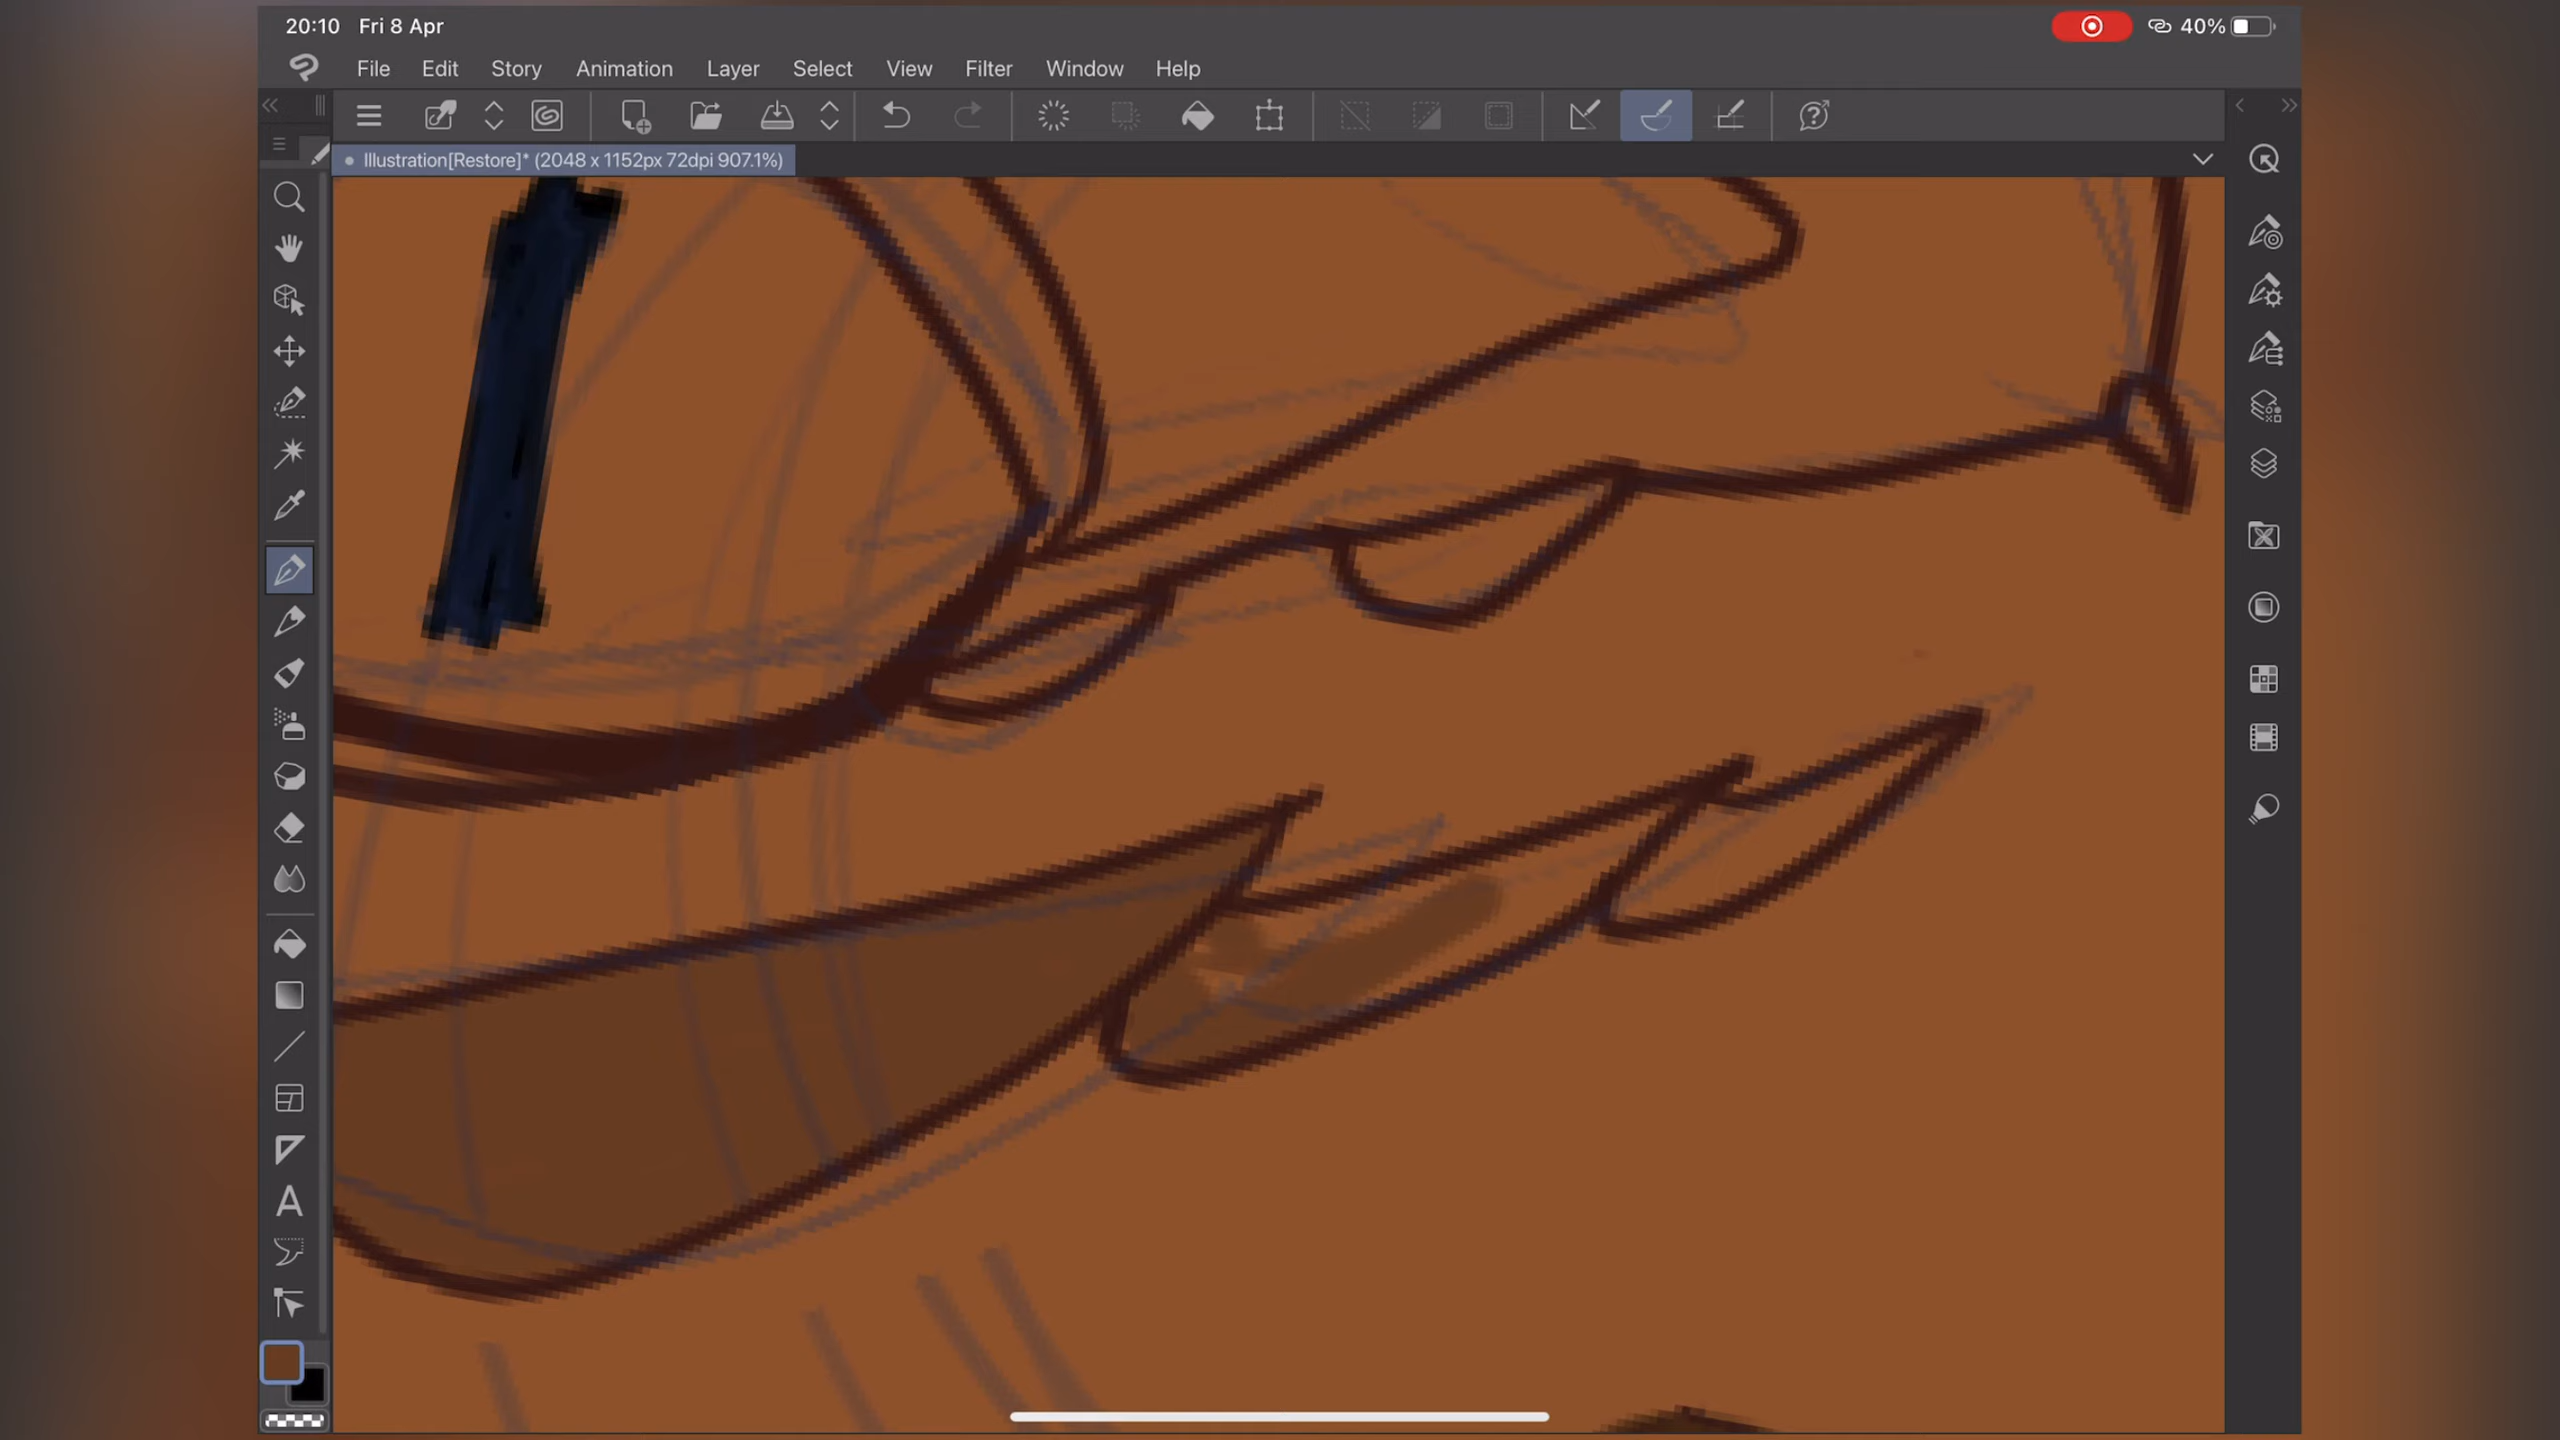 20:10 Fri 8 Apr 40%
File Edit Story Animation Layer Select View Filter Window Help
Illustration[Restore]* (2048 x 1152px 72dpi 907.1%)